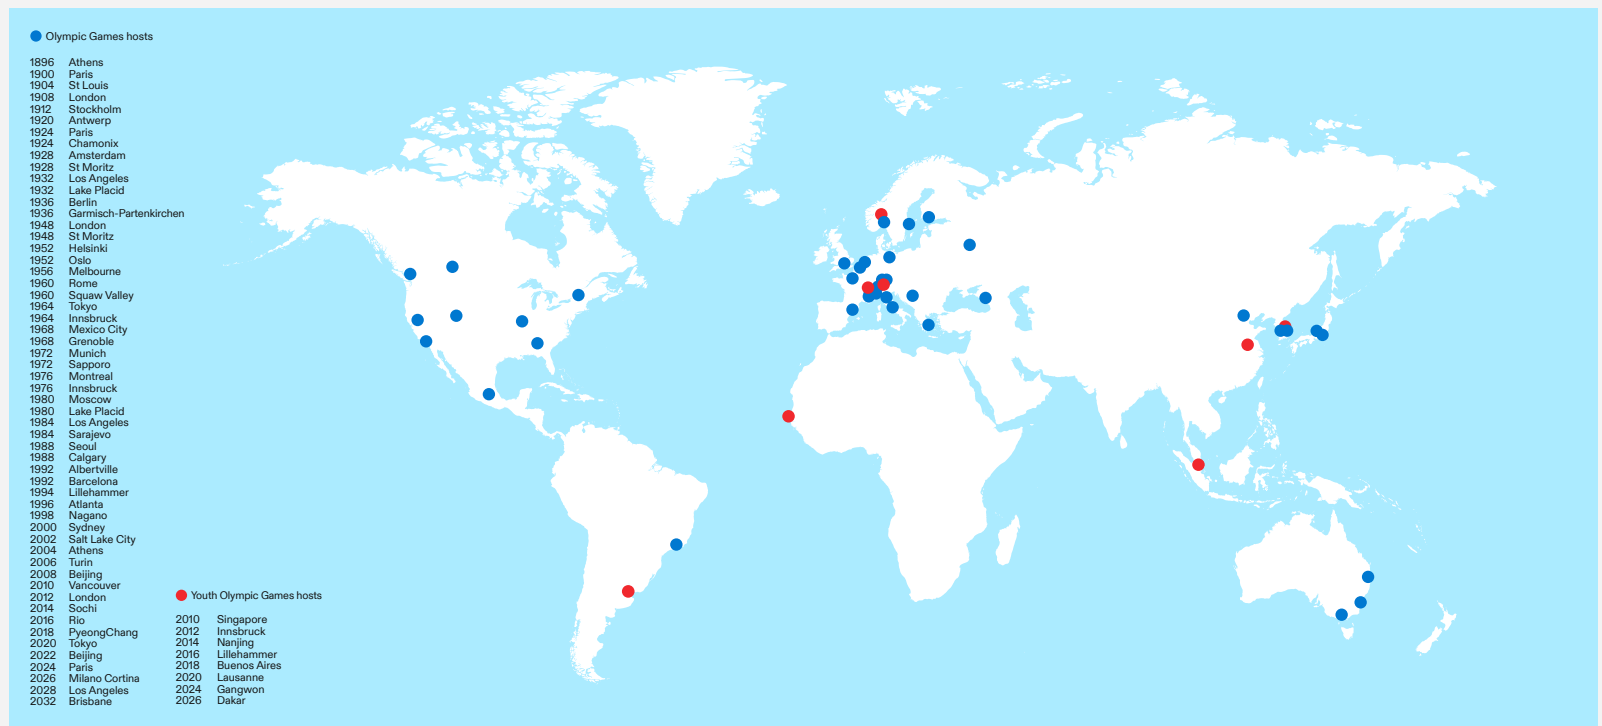 Olympic Games hosts
1896 Athens
1900 Paris
1904 St Louis
1908 London
1912 Stockholm
1920 Antwerp
1924 Paris
1924 Chamonix
1928 Amsterdam
1928 St Moritz
1932 Los Angeles
1932 Lake Placid
1936 Berlin
1936 Garmisch-Partenkirchen
1948 London
1948 St Moritz
1952 Helsinki
1952 Oslo
1956 Melbourne
1960 Rome
1960 Squaw Valley
1964 Tokyo
1964 Innsbruck
1968 Mexico City
1968 Grenoble
1972 Munich
1972 Sapporo
1976 Montreal
1976 Innsbruck
1980 Moscow
1980 Lake Placid
1984 Los Angeles
1984 Sarajevo
1988 Seoul
1988 Calgary
1992 Albertville
1992 Barcelona
1994 Lillehammer
1996 Atlanta
1998 Nagano
2000 Sydney
2002 Salt Lake City
2004 Athens
2006 Turin
2008 Beijing
2010 Vancouver
2012 London
2014 Sochi
2016 Rio
2018 PyeongChang
2020 Tokyo
2022 Beijing
2024 Paris
2026 Milano Cortina
2028 Los Angeles
2032 Brisbane
Youth Olympic Games hosts
2010 Singapore
2012 Innsbruck
2014 Nanjing
2016 Lillehammer
2018 Buenos Aires
2020 Lausanne
2024 Gangwon
2026 Dakar